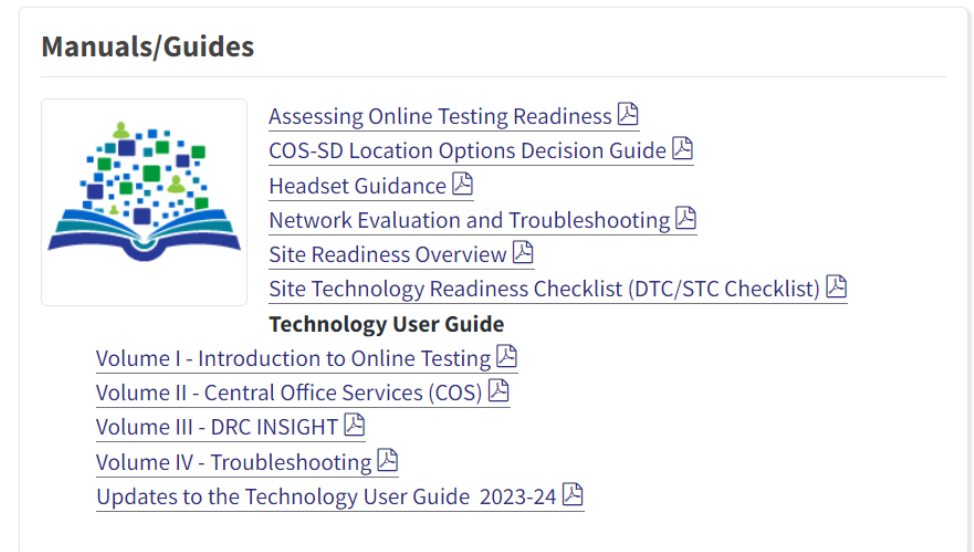 Manuals/Guides
Assessing Online Testing Readiness
COS-SD Location Options Decision Guide
Headset Guidance
Network Evaluation and Troubleshooting
Site Readiness Overview
Site Technology Readiness Checklist (DTC/STC Checklist)
Technology User Guide
Volume I - Introduction to Online Testing
Volume II - Central Office Services (COS)
Volume III - DRC INSIGHT
Volume IV - Troubleshooting
Updates to the Technology User Guide  2023-24